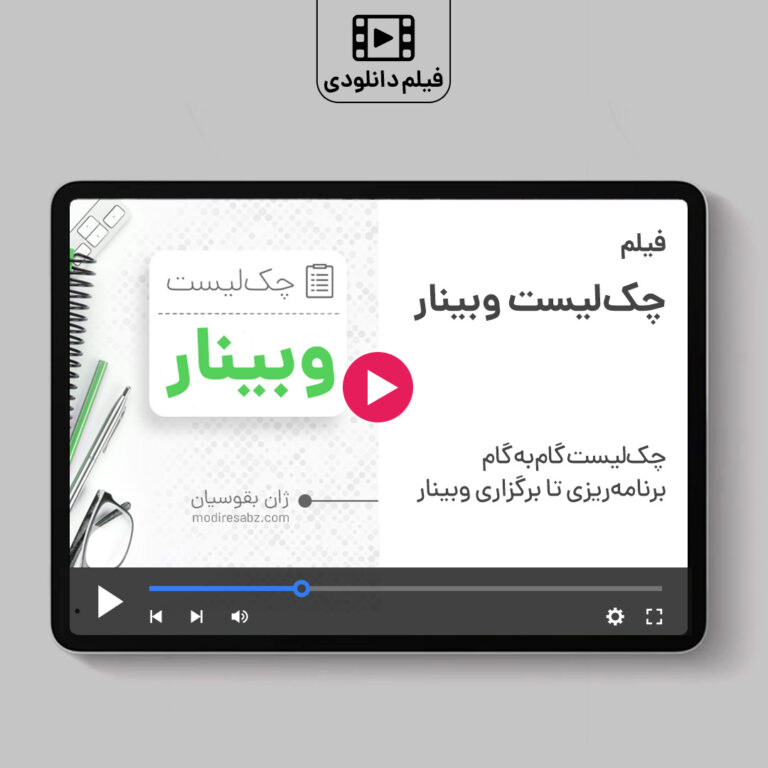 فیلم دانلودی
فیلم
چک‌لیست وبینار
چک‌لیست گام‌به‌گام
برنامه‌ریزی تا برگزاری وبینار
چک‌لیست
وبینار
ژان بقوسیان
modiresabz.com